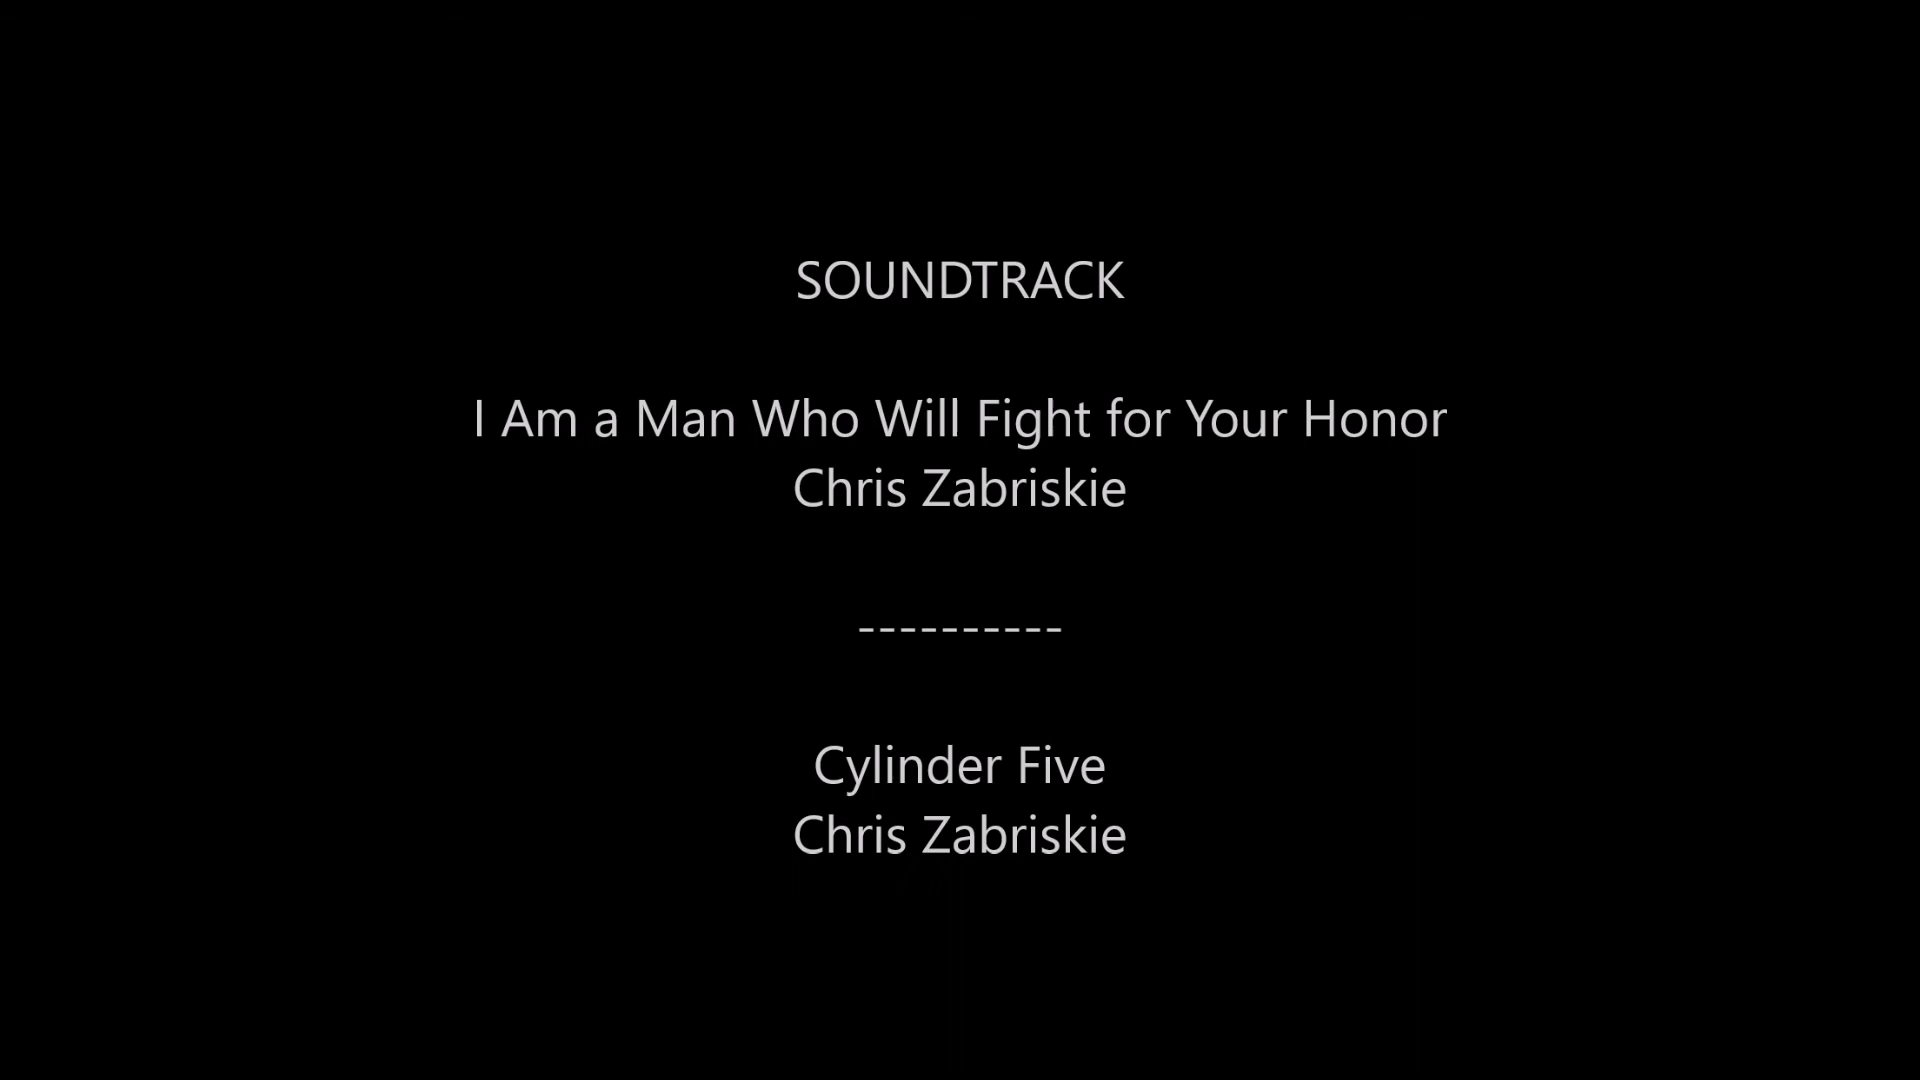 SOUNDTRACK
I Am a Man Who Will Fight for Your Honor
Chris Zabriskie
----------
Cylinder Five
Chris Zabriskie